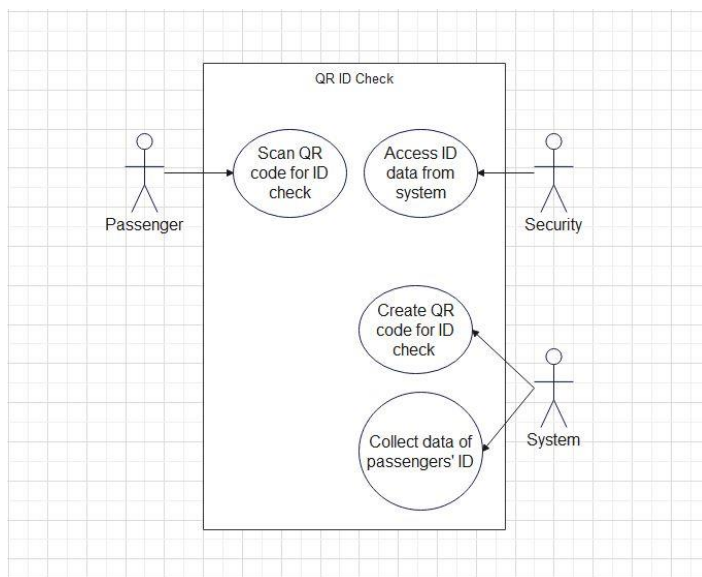 QR ID Check
Scan QR
code for ID
check
Access ID
data from
system
Passenger
Security
Create QR
code for ID
check
System
Collect data of
passengers' ID